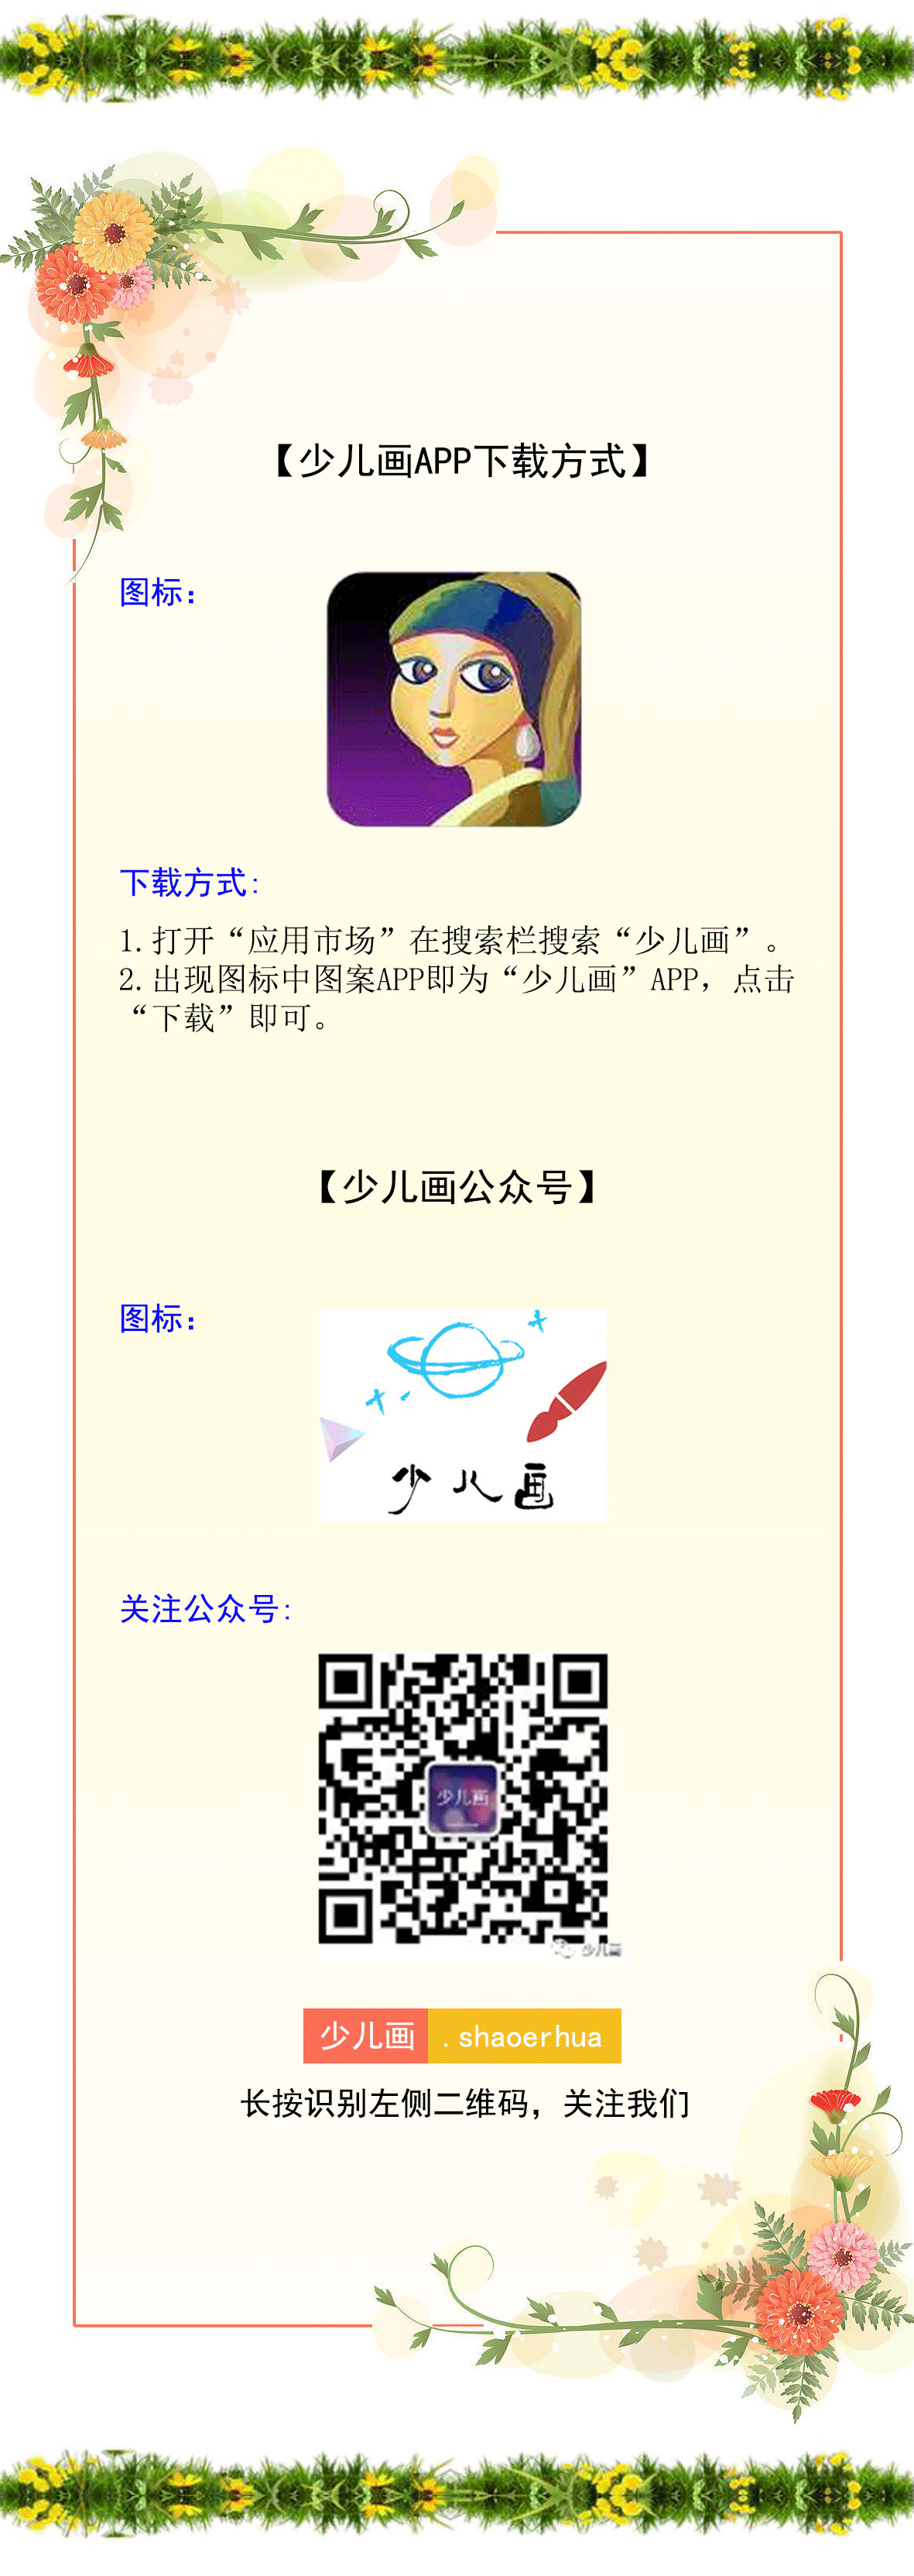 【少儿画APP下载方式】
图标：
下载方式:
1.打开“应用市场”在搜索栏搜索“少儿画”。
2.出现图标中图案APP即为“少儿画”APP，点击
“下载”即可。
【少儿画公众号】
图标：
少儿画
关注公众号:
少儿画
少儿画
少儿画 .shaoerhua
长按识别左侧二维码，关注我们